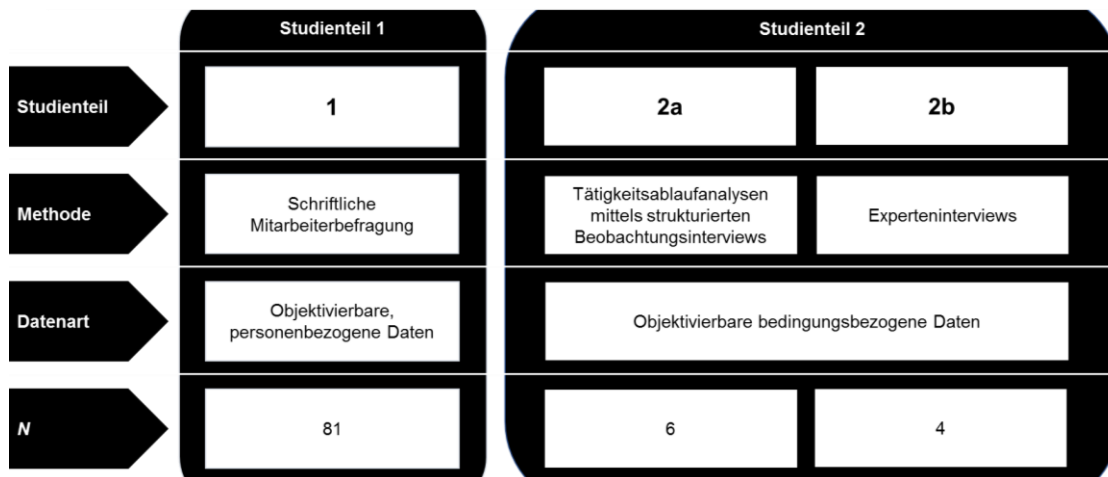 Studienteil 1
Studienteil 2
Studienteil
1
2a
2b
Methode
Schriftliche
Mitarbeiterbefragung
Tätigkeitsablaufanalysen
mittels strukturierten
Beobachtungsinterviews
Experteninterviews
Datenart
Objektivierbare,
personenbezogene Daten
Objektivierbare bedingungsbezogene Daten
N
81
6
4